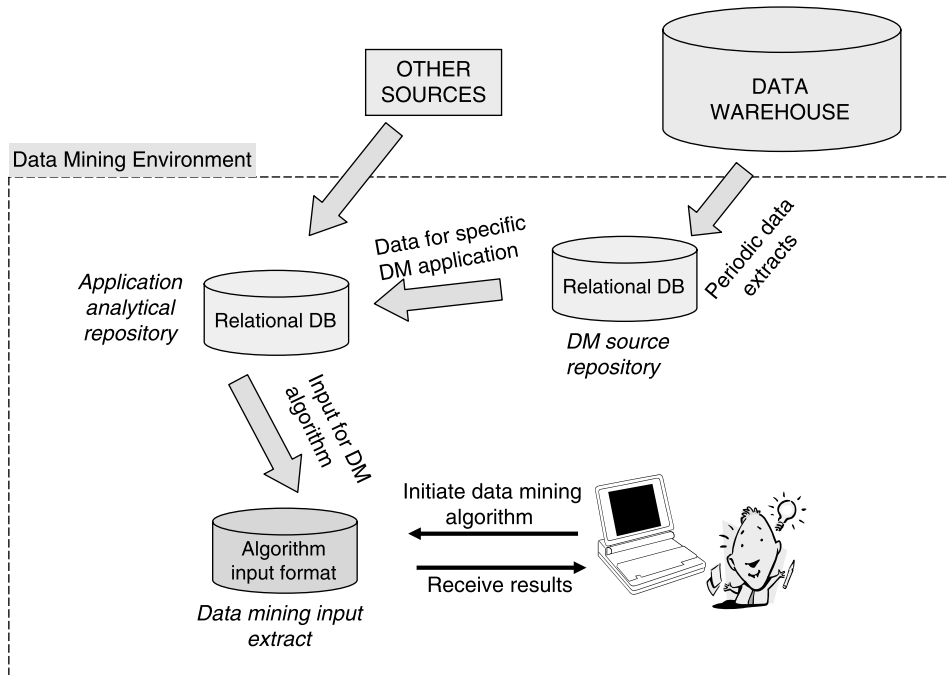 OTHER
SOURCES
DATA
WAREHOUSE
Data Mining Environment
Data for specific
DM application
Periodic data
extracts
Application
analytical
repository
Relational DB
Relational DB
DM source
repository
Input for DM
algorithm
Initiate data mining
algorithm
Algorithm
input format
Receive results
Data mining input
extract